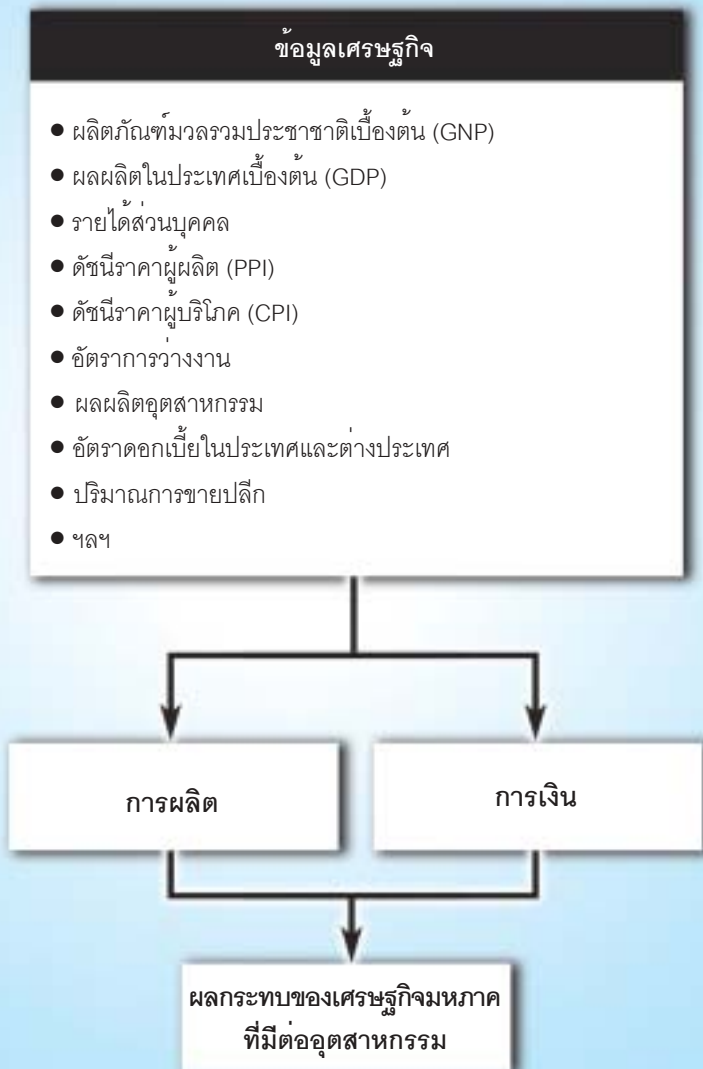 ข้อมูลเศรษฐกิจ
● ผลิตภัณฑ์มวลรวมประชาชาติเบื้องต้น (GNP)
● ผลผลิตในประเทศเบื้องต้น (GDP)
● รายได้ส่วนบุคคล
● ดัชนีราคาผู้ผลิต (PPI)
● ดัชนีราคาผู้บริโภค (CPI)
● อัตราการว่างงาน
● ผลผลิตอุตสาหกรรม
● อัตราดอกเบี้ยในประเทศและต่างประเทศ
● ปริมาณการขายปลีก
● ฯลฯ
การผลิต
การเงิน
ผลกระทบของเศรษฐกิจมหภาค
ที่มีต่ออุตสาหกรรม